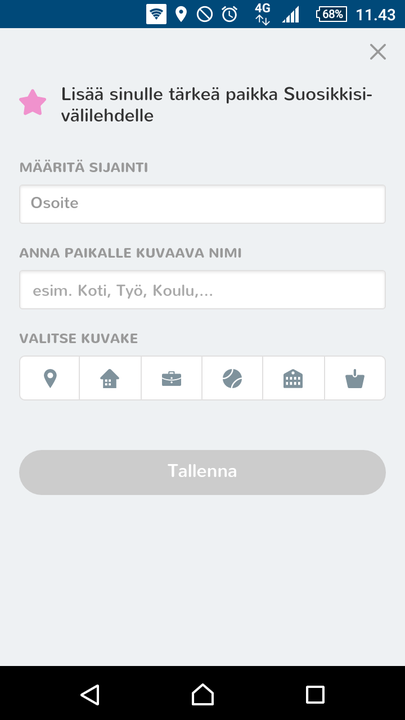 4G
68%
11.43
Lisää sinulle tärkeä paikka Suosikkisi-
välilehdelle
MÄÄRITÄ SIJAINTI
Osoite
ANNA PAIKALLE KUVAAVA NIMI
esim. Koti, Työ, Koulu,...
VALITSE KUVAKE
Tallenna